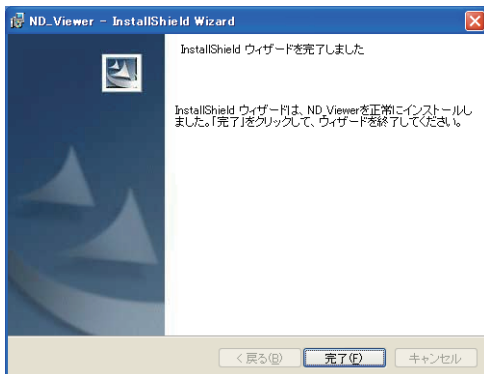 ND_Viewer - InstallShield Wizard
InstallShield ウィザードを完了しました
InstallShield ウィザードは、ND_Viewerを正常にインストールし
ました。「完了」をクリックして、ウィザードを終了してください。
< 戻る(B)
完了(F)
キャンセル